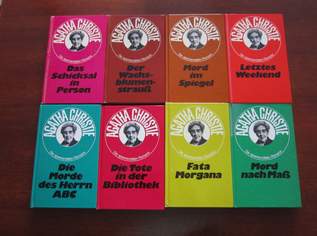 AGATHA CHRISTIE
Das
Schicksal
in
Person
AGATHA CHRISTIE
Der
Wachs-
blumen-
strauß
AGATHA CHRISTIE
Mord
im
Spiegel
AGATHA CHRISTIE
Letztes
Weekend
AGATHA CHRISTIE
Die
Morde
des Herrn
ABC
AGATHA CHRISTIE
Die Tote
in der
Bibliothek
AGATHA CHRISTIE
Fata
Morgana
AGATHA CHRISTIE
Mord
nach Maß